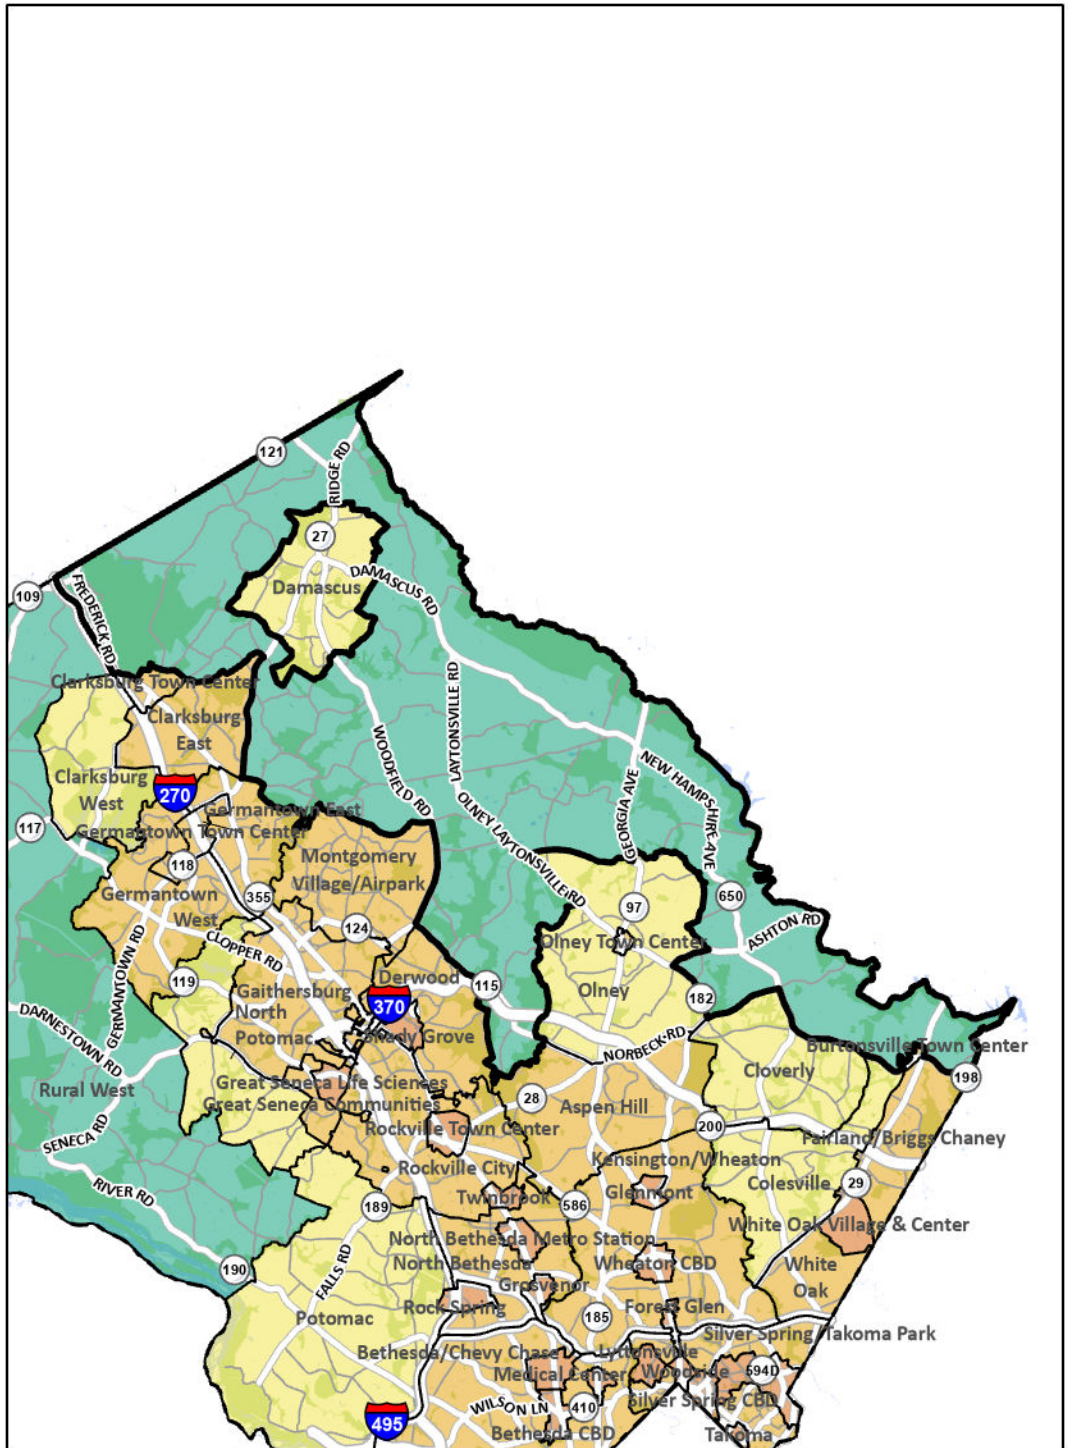 121
RIDGE RD
27
DAMASCUS RD
Damascus
109
FREDERICK RD
Clarksburg Town Center
Clarksburg
East
LAYTONSVILLE RD
WOODFIELD RD
Clarksburg
West
270
NEW HAMPSHIRE AVE
GEORGIA AVE
Germantown East
117
Germantown Town Center
OLNEY LAYTONSVILLE RD
Montgomery
Village/Airpark
118
Germantown
West
355
97
650
124
ASHTON RD
CLOPPER RD
Olney Town Center
GERMANTOWN RD
119
Derwood
115
Gaithersburg
370
Olney
182
North
Potomac
Shady Grove
NORBECK RD
Burtonsville Town Center
DARNESTOWN RD
Rural West
Great Seneca Life Sciences
Great Seneca Communities
Cloverly
198
28
Aspen Hill
Rockville Town Center
200
SENECA RD
Fairland/Briggs Chaney
Rockville City
Kensington/Wheaton
RIVER RD
Twinbrook
Glenmont
Colesville
29
189
586
White Oak Village & Center
North Bethesda Metro Station
190
FALLS RD
North Bethesda
Wheaton CBD
White
Oak
Grosvenor
Rock Spring
Forest Glen
Potomac
185
Silver Spring/Takoma Park
Bethesda/Chevy Chase
Lyttonsville
Medical Center
Woodside
594D
WILSON LN
410
Silver Spring CBD
495
Bethesda CBD
Takoma